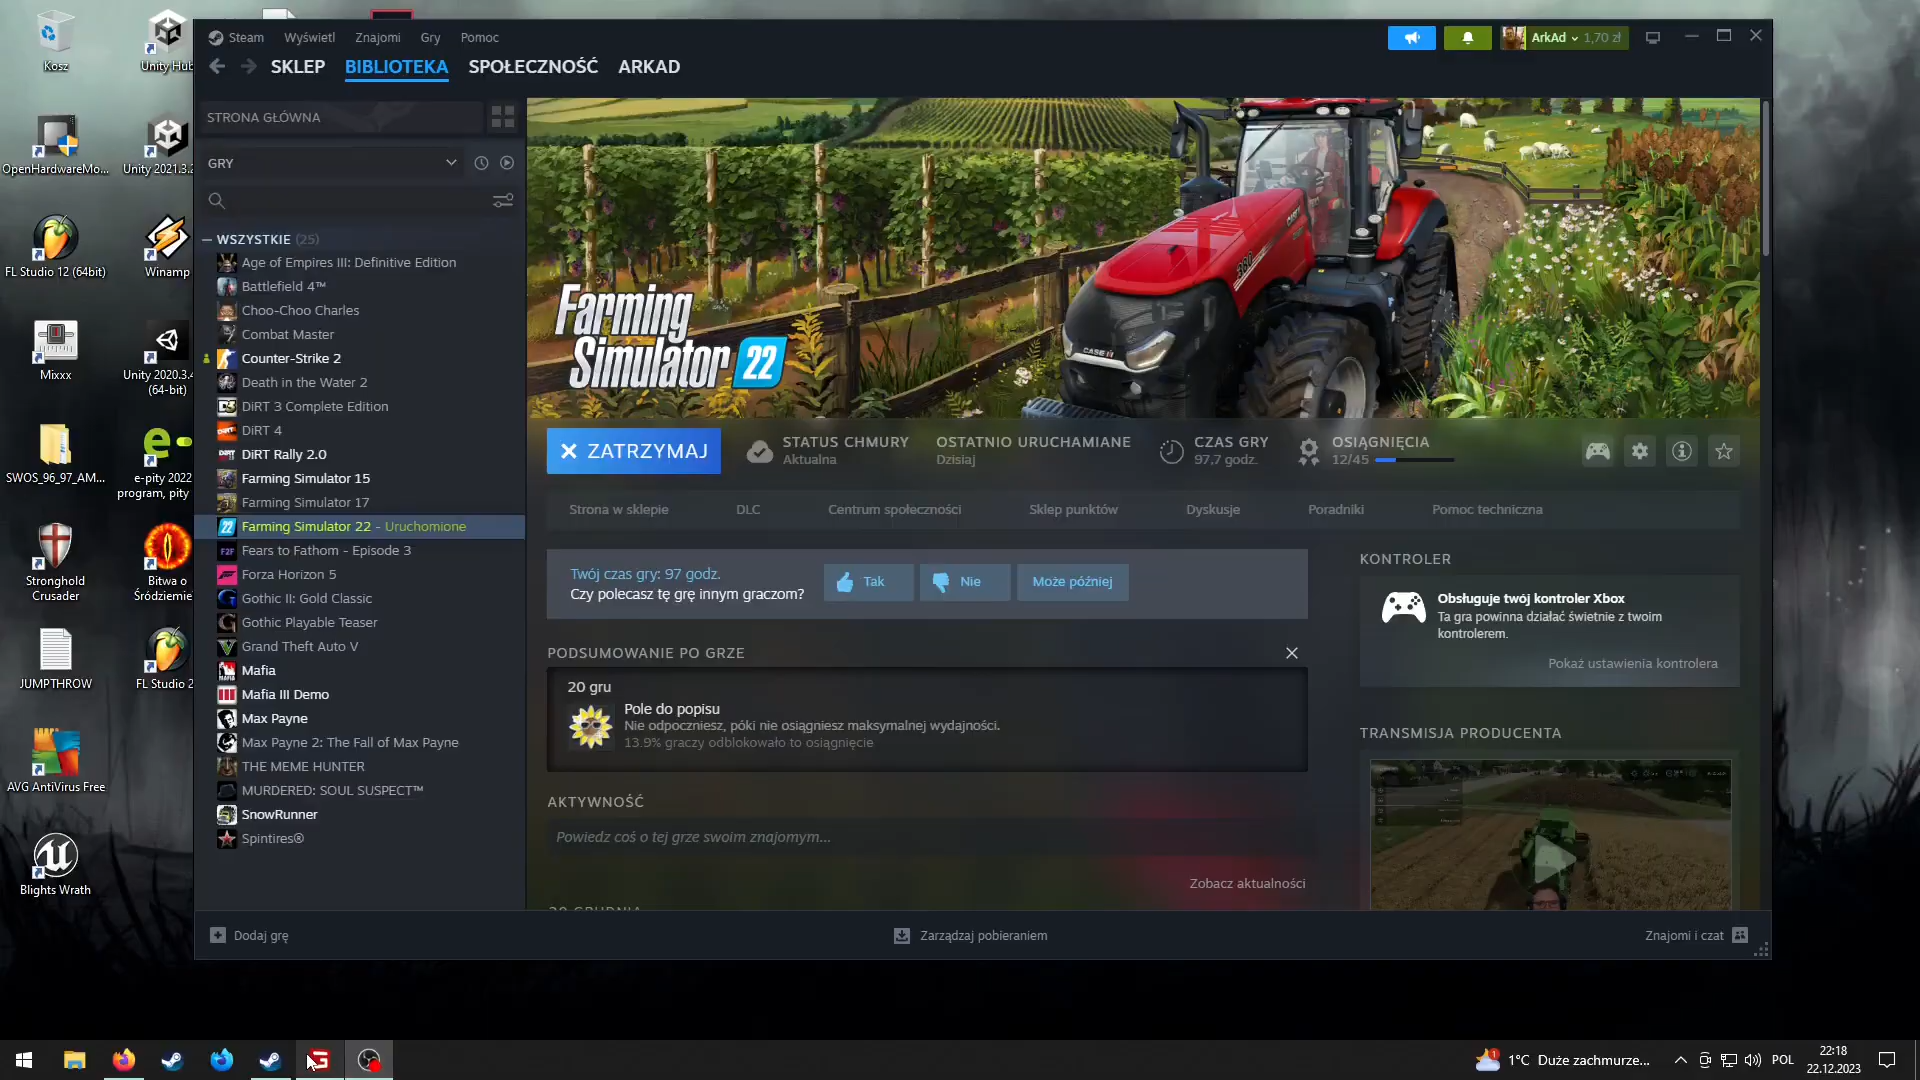 Kosz
Unity Hub
OpenHardwareMo...
Unity 2021.3.2
FL Studio 12 (64bit)
Winamp
Mixxx
Unity 2020.3.4
(64-bit)
SWOS_96_97_AM...
e-pity 2022
program, pity
Stronghold
Crusader
Bitwa o
Śródziemie
JUMPTHROW
FL Studio 2
AVG AntiVirus Free
Blights Wrath
Steam Wyświetl Znajomi Gry Pomoc
ArkAd 1,70 zł
SKLEP BIBLIOTEKA SPOŁECZNOŚĆ ARKAD
STRONA GŁÓWNA
GRY
WSZYSTKIE (25)
Age of Empires III: Definitive Edition
Battlefield 4™
Choo-Choo Charles
Combat Master
Counter-Strike 2
Death in the Water 2
DiRT 3 Complete Edition
DiRT 4
DiRT Rally 2.0
Farming Simulator 15
Farming Simulator 17
Farming Simulator 22 - Uruchomione
Fears to Fathom - Episode 3
Forza Horizon 5
Gothic II: Gold Classic
Gothic Playable Teaser
Grand Theft Auto V
Mafia
Mafia III Demo
Max Payne
Max Payne 2: The Fall of Max Payne
THE MEME HUNTER
MURDERED: SOUL SUSPECT™
SnowRunner
Spintires®
Farming
Simulator 22
CASE IH
380
ZATRZYMAJ
STATUS CHMURY
Aktualna
OSTATNIO URUCHAMIANE
Dzisiaj
CZAS GRY
97,7 godz.
OSIĄGNIĘCIA
12/45
Strona w sklepie DLC Centrum społeczności Sklep punktów Dyskusje Poradniki Pomoc techniczna
Twój czas gry: 97 godz.
Czy polecasz tę grę innym graczom?
Tak Nie Może później
PODSUMOWANIE PO GRZE
20 gru
Pole do popisu
Nie odpoczniesz, póki nie osiągniesz maksymalnej wydajności.
13.9% graczy odblokowało to osiągnięcie
AKTYWNOŚĆ
Powiedz coś o tej grze swoim znajomym...
Zobacz aktualności
20 GRUDNIA
KONTROLER
Obsługuje twój kontroler Xbox
Ta gra powinna działać świetnie z twoim
kontrolerem.
Pokaż ustawienia kontrolera
TRANSMISJA PRODUCENTA
Dodaj grę
Zarządzaj pobieraniem
Znajomi i czat
1
1°C Duże zachmurze...
POL
22:18
22.12.2023